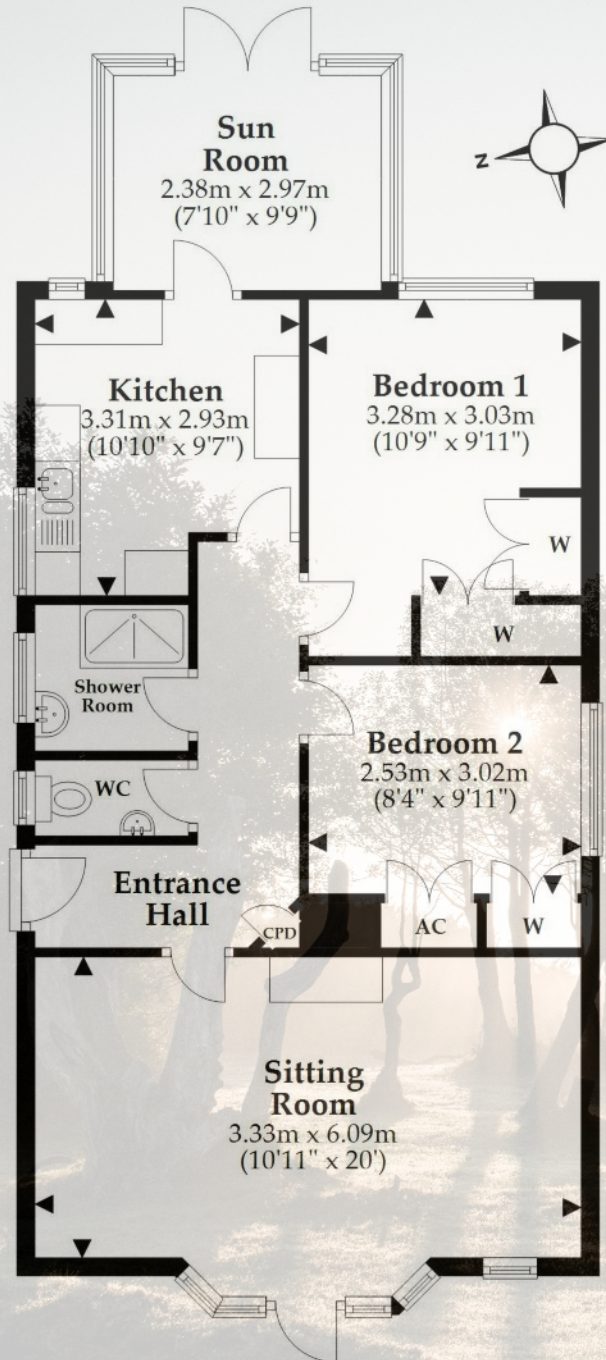 Sun
Room
2.38m x 2.97m
(7'10" x 9'9")
N
Kitchen
3.31m x 2.93m
(10'10" x 9'7")
Bedroom 1
3.28m x 3.03m
(10'9" x 9'11")
W
W
Shower
Room
Bedroom 2
2.53m x 3.02m
(8'4" x 9'11")
WC
Entrance
Hall
CPD
AC
W
Sitting
Room
3.33m x 6.09m
(10'11" x 20')